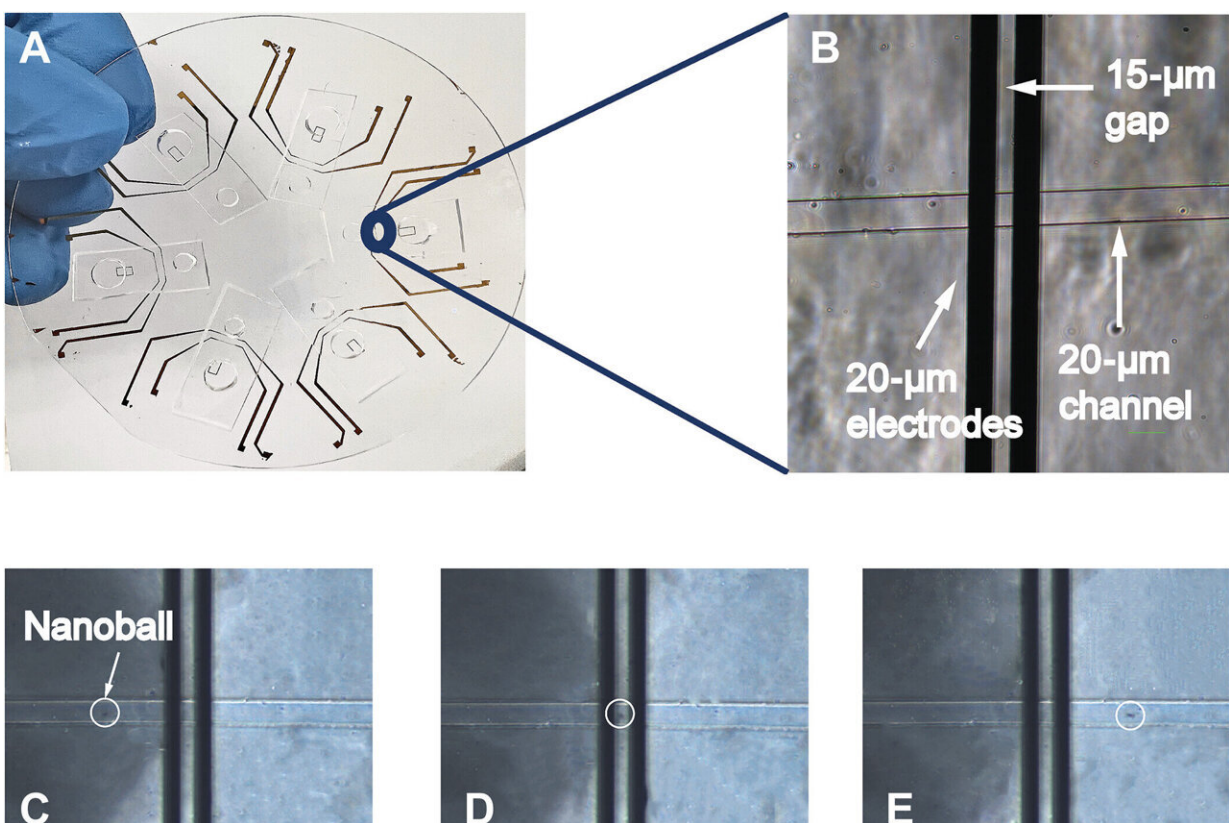 A
B
15-µm
gap
20-µm
electrodes
20-µm
channel
Nanoball
C
D
E